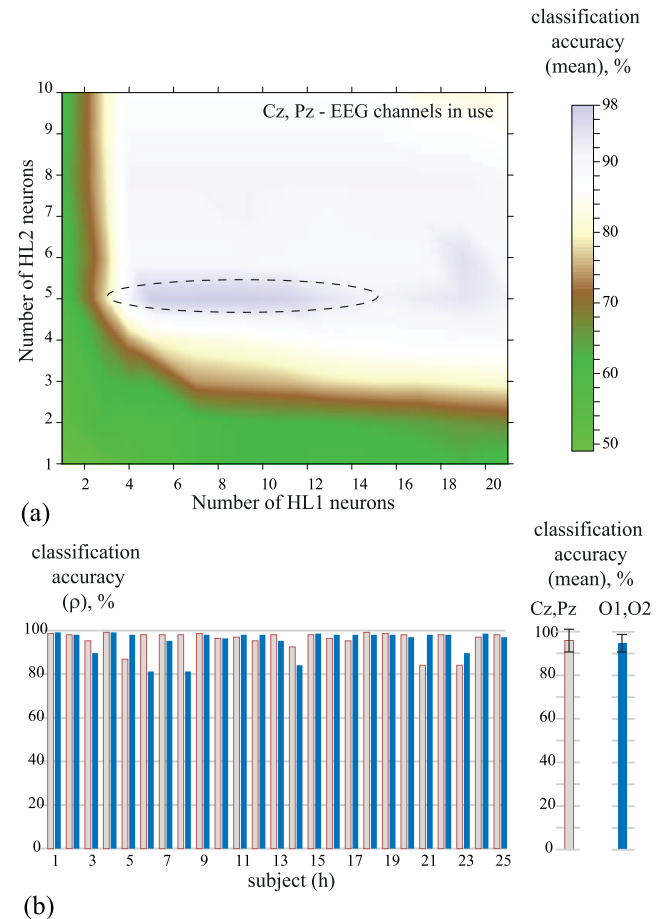 classification
accuracy
(mean), %
Cz, Pz - EEG channels in use
10
9
8
7
6
5
4
3
2
1
Number of HL2 neurons
2 4 6 8 10 12 14 16 18 20
Number of HL1 neurons
98
90
80
70
60
50
(a)
classification
accuracy
(ρ), %
100
80
60
40
20
0
1 3 5 7 9 11 13 15 17 19 21 23 25
subject (h)
classification
accuracy
(mean), %
Cz,Pz O1,O2
100
80
60
40
20
0
(b)